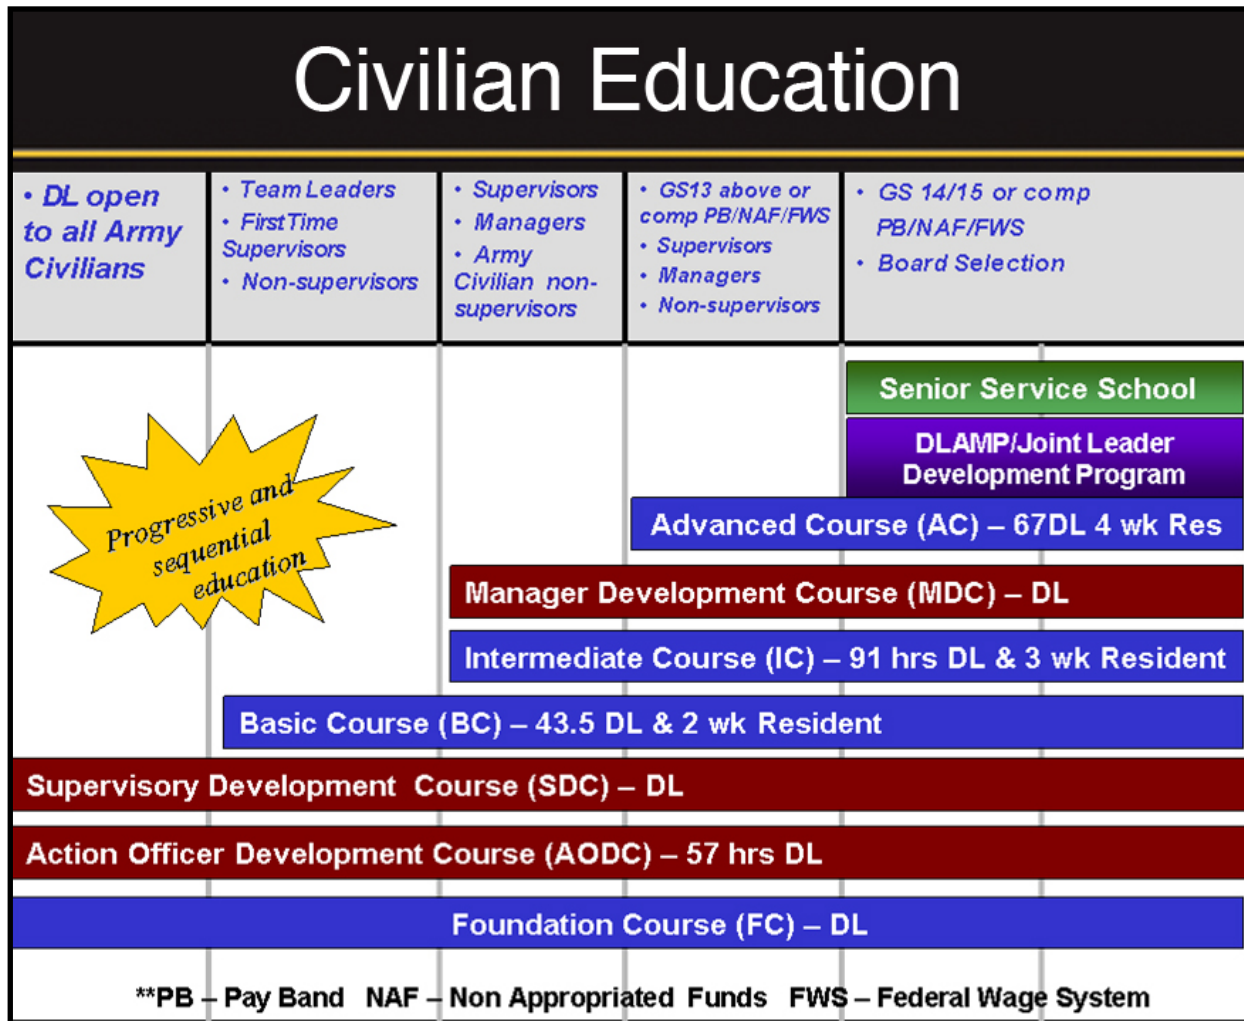 Civilian Education
• DL open
to all Army
Civilians
• Team Leaders
• First Time
Supervisors
• Non-supervisors
• Supervisors
• Managers
• Army
Civilian non-
supervisors
• GS13 above or
comp PB/NAF/FWS
• Supervisors
• Managers
• Non-supervisors
• GS 14/15 or comp
PB/NAF/FWS
• Board Selection
Senior Service School
DLAMP/Joint Leader
Development Program
Progressive and
sequential
education
Advanced Course (AC) – 67DL 4 wk Res
Manager Development Course (MDC) – DL
Intermediate Course (IC) – 91 hrs DL & 3 wk Resident
Basic Course (BC) – 43.5 DL & 2 wk Resident
Supervisory Development Course (SDC) – DL
Action Officer Development Course (AODC) – 57 hrs DL
Foundation Course (FC) – DL
**PB – Pay Band NAF – Non Appropriated Funds FWS – Federal Wage System